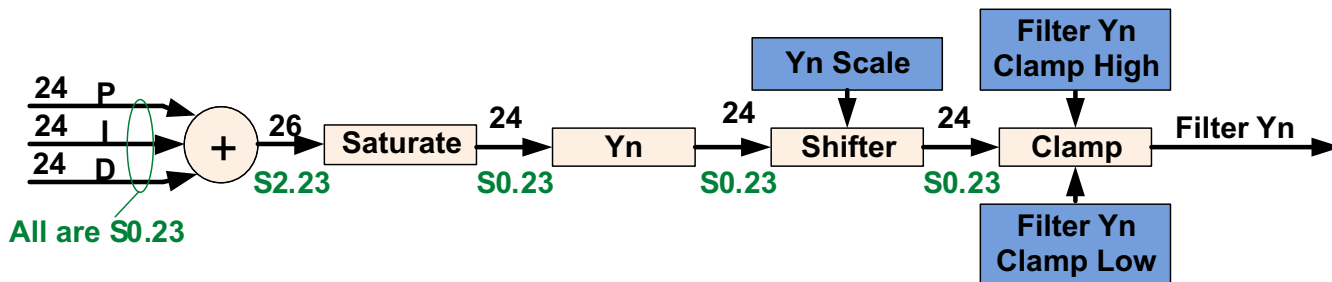 24 P
24 I
24 D
All are S0.23
+
26
S2.23
Saturate
24
S0.23
Yn
24
S0.23
Yn Scale
Shifter
24
S0.23
Filter Yn
Clamp High
Clamp
Filter Yn
Clamp Low
Filter Yn